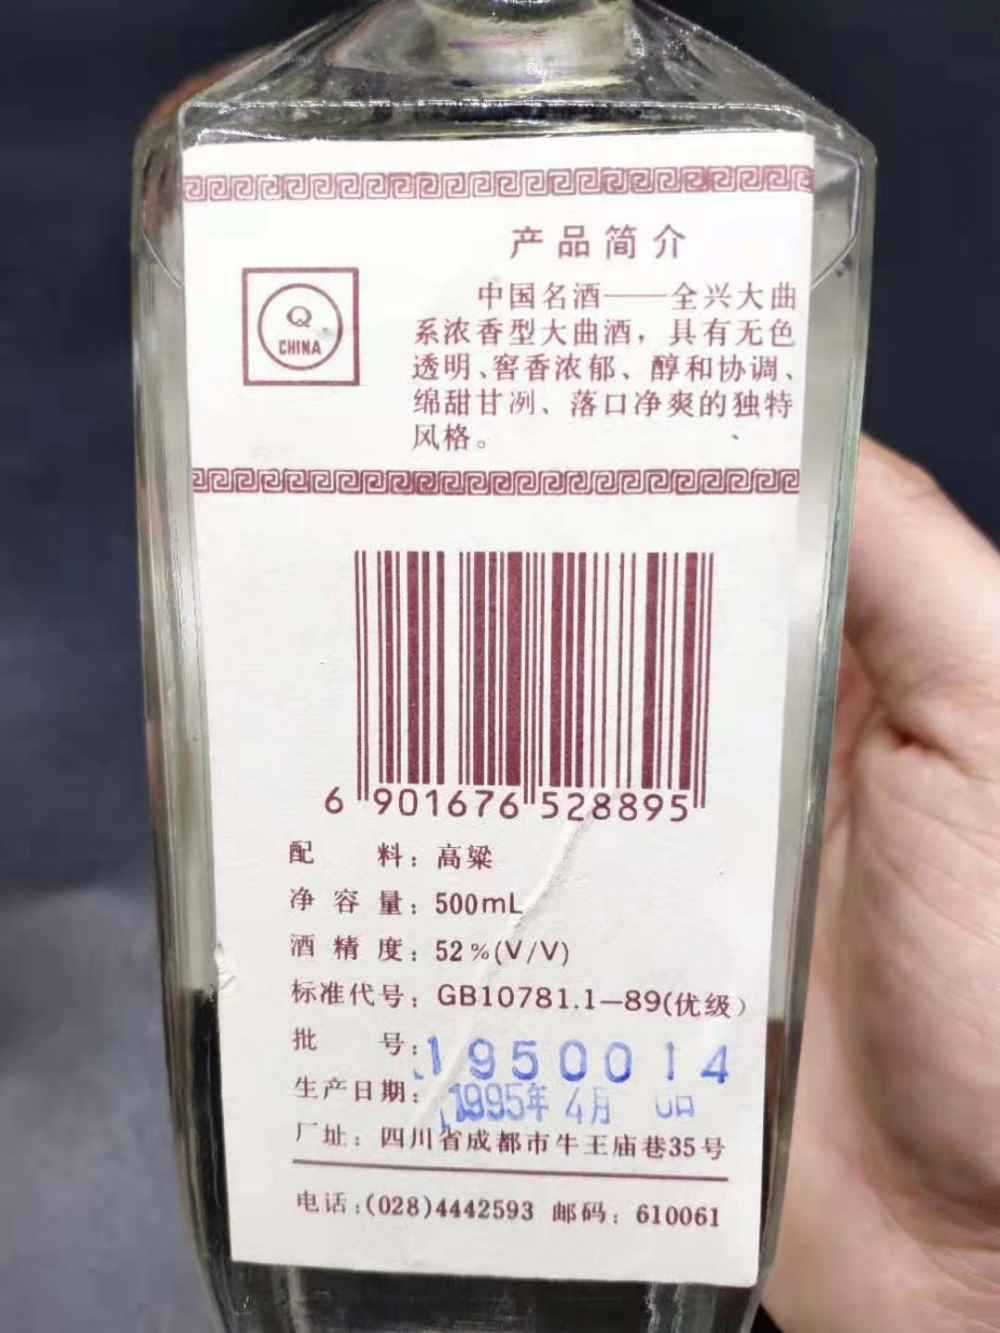 产品简介
Q
CHINA
中国名酒——全兴大曲
系浓香型大曲酒，具有无色
透明、窖香浓郁、醇和协调、
绵甜甘冽、落口净爽的独特
风格。
6 901676 528895
配 料：高粱
净容量：500mL
酒精度：52%(V/V)
标准代号：GB10781.1—89(优级)
批 号：19500 14
生产日期：1995年4月 日
厂址：四川省成都市牛王庙巷35号
电话：(028)4442593 邮码：610061